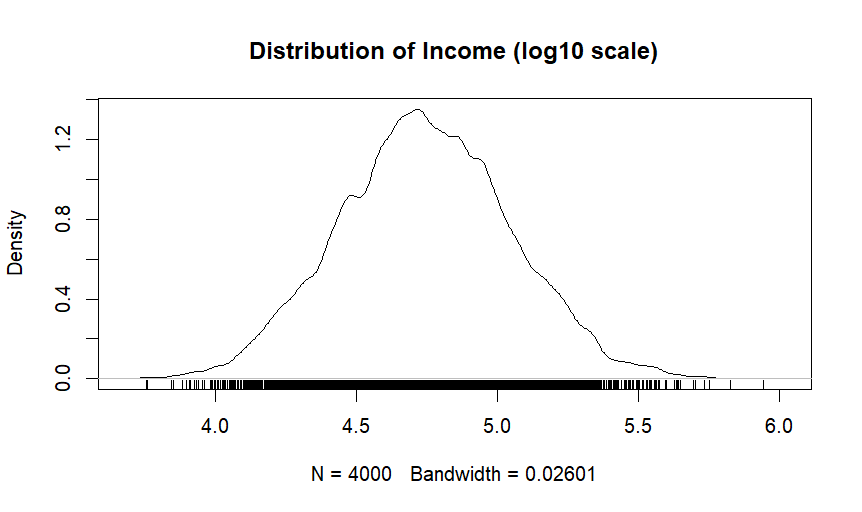 Distribution of Income (log10 scale)
Density
1.2
0.8
0.4
0.0
4.0 4.5 5.0 5.5 6.0
N = 4000 Bandwidth = 0.02601